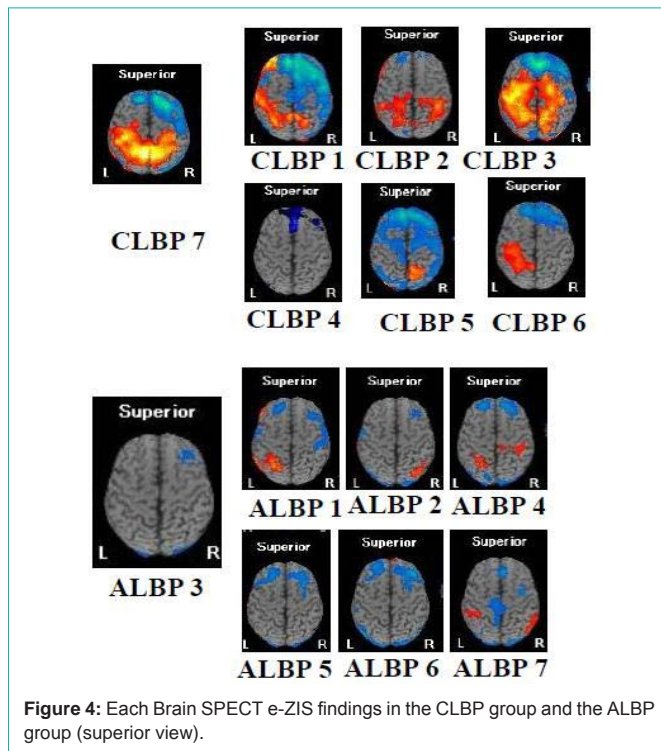 Superior
L R
CLBP 7
Superior
L R
CLBP 1
Superior
L R
CLBP 2
Superior
L R
CLBP 3
Superior
L R
CLBP 4
Superior
L R
CLBP 5
Superior
L R
CLBP 6
Superior
L R
ALBP 3
Superior
L R
ALBP 1
Superior
L R
ALBP 2
Superior
L R
ALBP 4
Superior
L R
ALBP 5
Superior
L R
ALBP 6
Superior
L R
ALBP 7
Figure 4: Each Brain SPECT e-ZIS findings in the CLBP group and the ALBP
group (superior view).